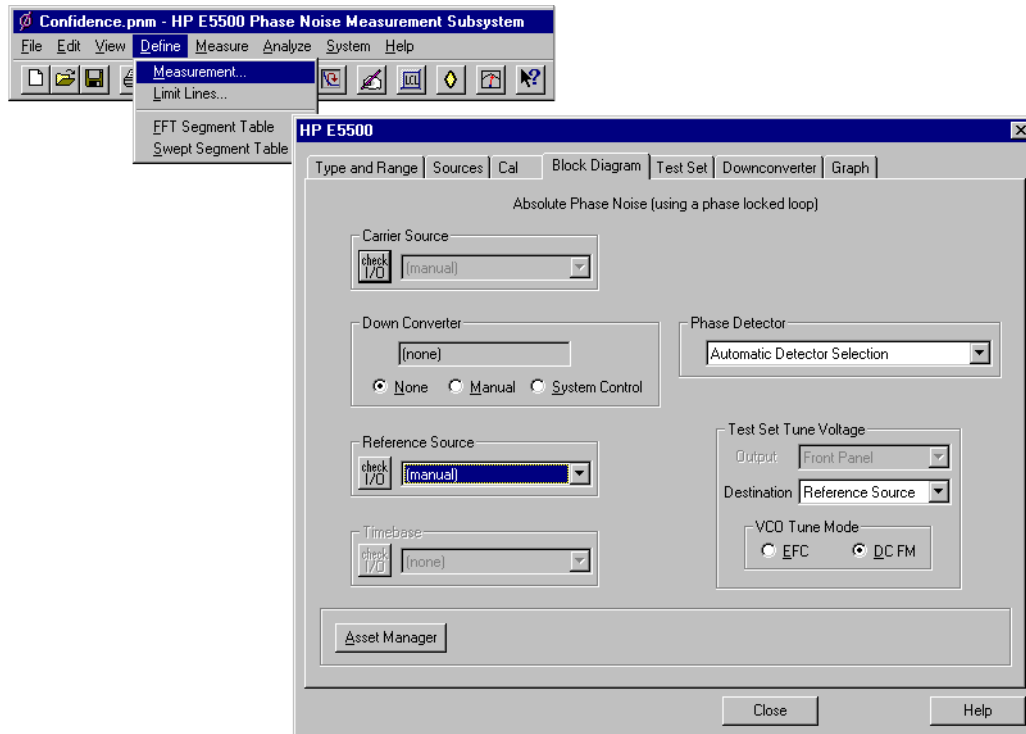 Confidence.pnm - HP E5500 Phase Noise Measurement Subsystem
File Edit View Define Measure Analyze System Help
Measurement...
Limit Lines...
FFT Segment Table
Swept Segment Table
HP E5500
Type and Range Sources Cal Block Diagram Test Set Downconverter Graph
Absolute Phase Noise (using a phase locked loop)
Carrier Source
check I/O (manual)
Down Converter
(none)
None Manual System Control
Phase Detector
Automatic Detector Selection
Reference Source
check I/O (manual)
Timebase
check I/O (none)
Test Set Tune Voltage
Output Front Panel
Destination Reference Source
VCO Tune Mode
EFC DC FM
Asset Manager
Close Help